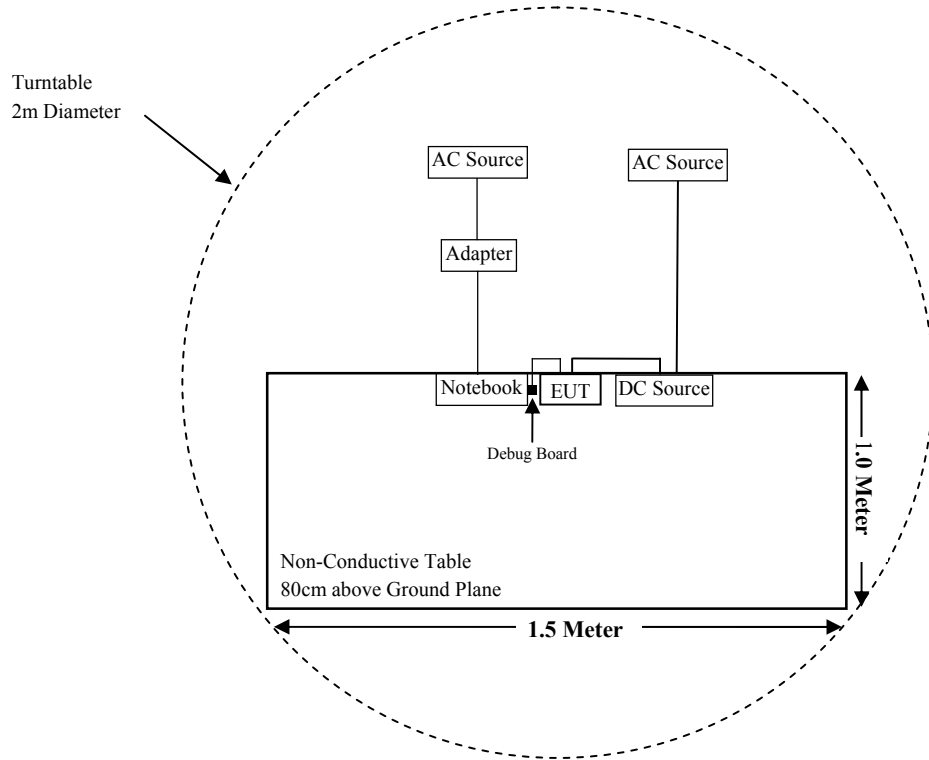 Turntable
2m Diameter
AC Source
AC Source
Adapter
Notebook
EUT
DC Source
Debug Board
1.0 Meter
Non-Conductive Table
80cm above Ground Plane
1.5 Meter